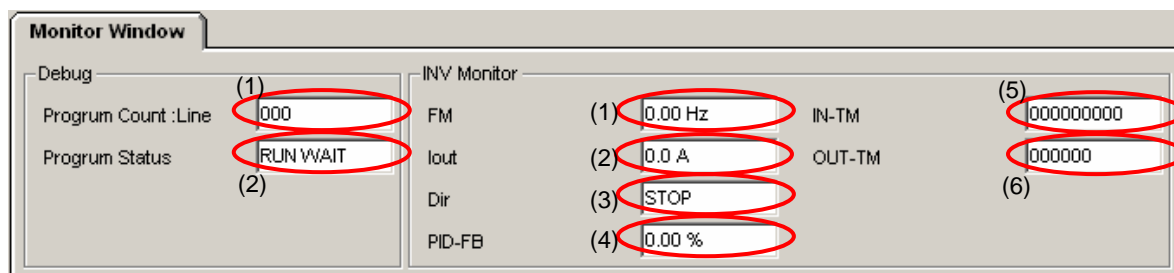 Monitor Window
Debug
(1)
Progrum Count :Line
000
Progrum Status
RUN WAIT
(2)
INV Monitor
FM
(1)
0.00 Hz
Iout
(2)
0.0 A
Dir
(3)
STOP
PID-FB
(4)
0.00 %
(5)
IN-TM
000000000
OUT-TM
000000
(6)